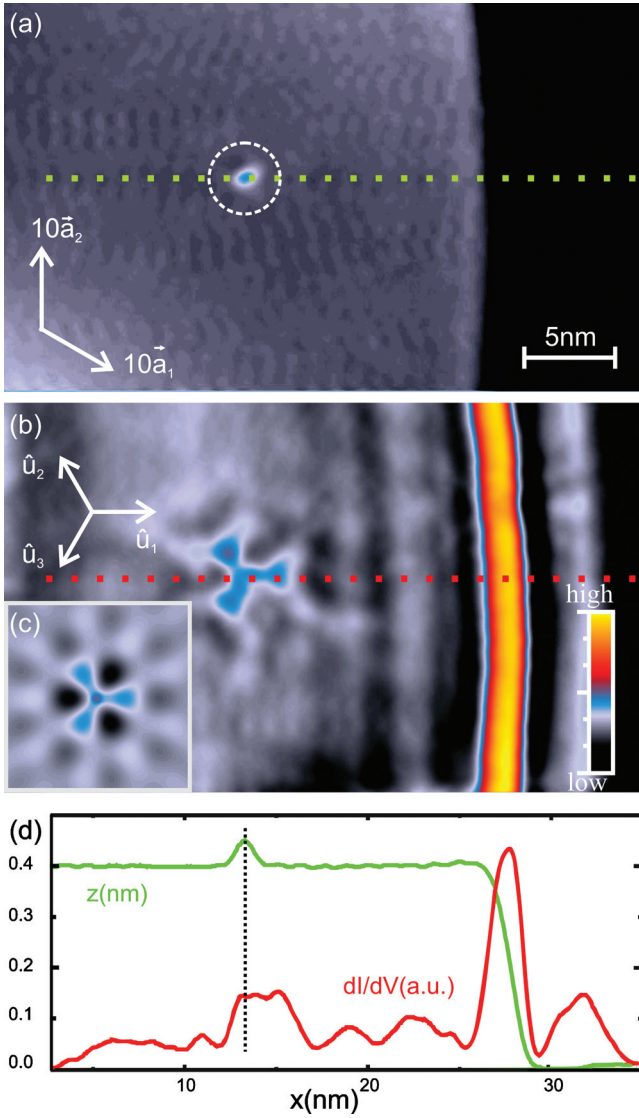 (a)
10a⃗₂
10a⃗₁
5nm
(b)
û₂
û₁
û₃
high
(c)
low
(d)
0.4
z(nm)
0.3
0.2
dI/dV(a.u.)
0.1
0.0
10
20
30
x(nm)